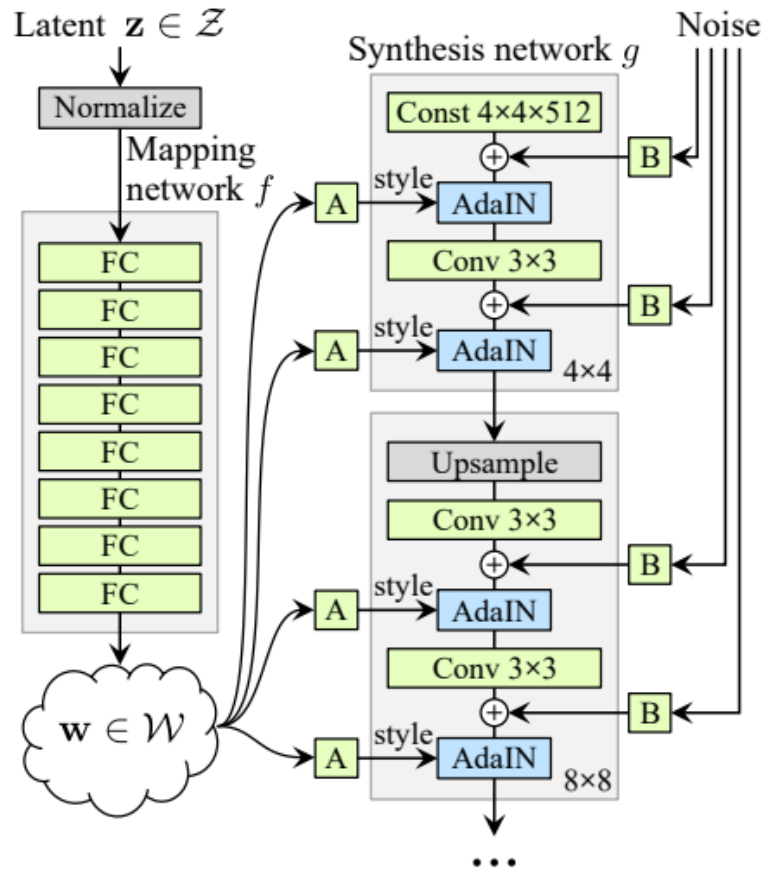 Latent z ∈ 𝒵
Normalize
Mapping
network f
FC
FC
FC
FC
FC
FC
FC
FC
w ∈ 𝒲
Synthesis network g
Noise
Const 4×4×512
B
A
style
AdaIN
Conv 3×3
B
A
style
AdaIN
4×4
Upsample
Conv 3×3
B
A
style
AdaIN
Conv 3×3
B
A
style
AdaIN
8×8
...